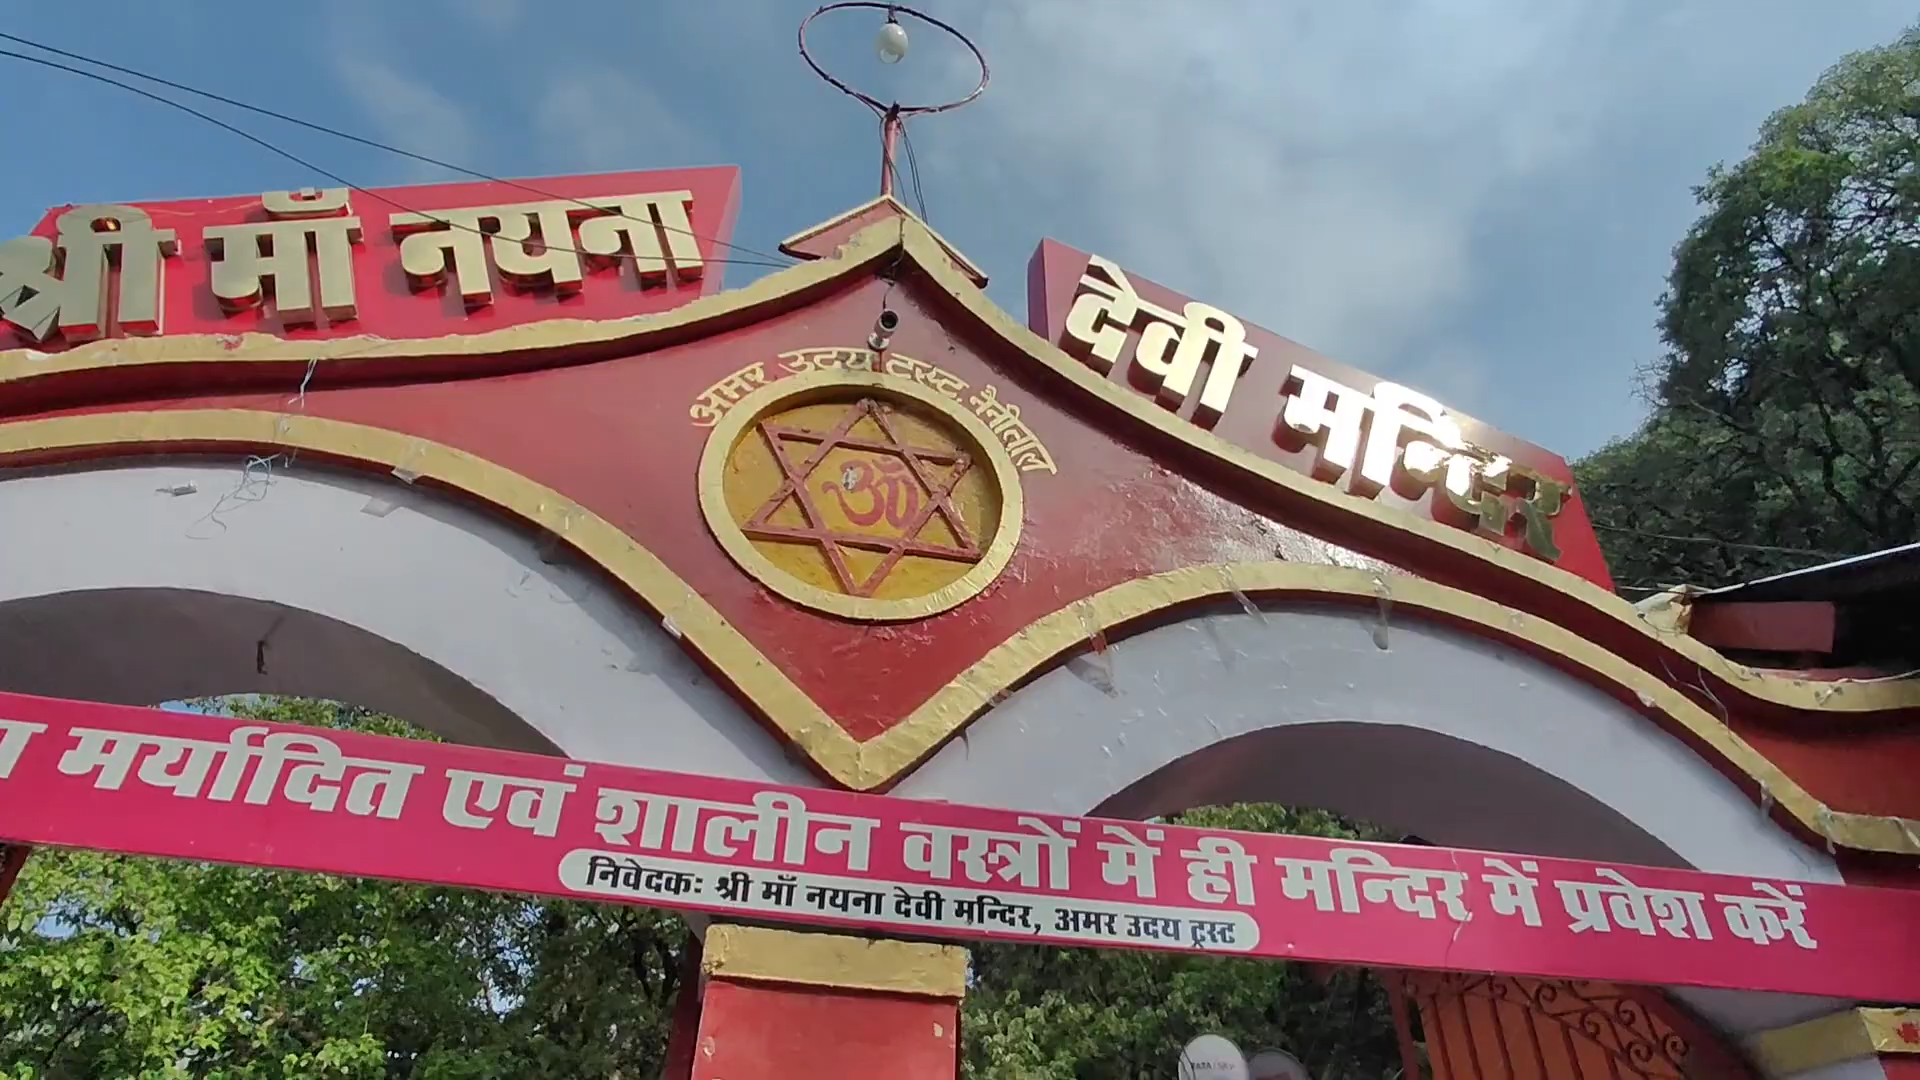 श्री माँ नयना देवी मन्दिर
अमर उदय ट्रस्ट, नैनीताल
ॐ
मर्यादित एवं शालीन वस्त्रों में ही मन्दिर में प्रवेश करें
निवेदकः श्री माँ नयना देवी मन्दिर, अमर उदय ट्रस्ट